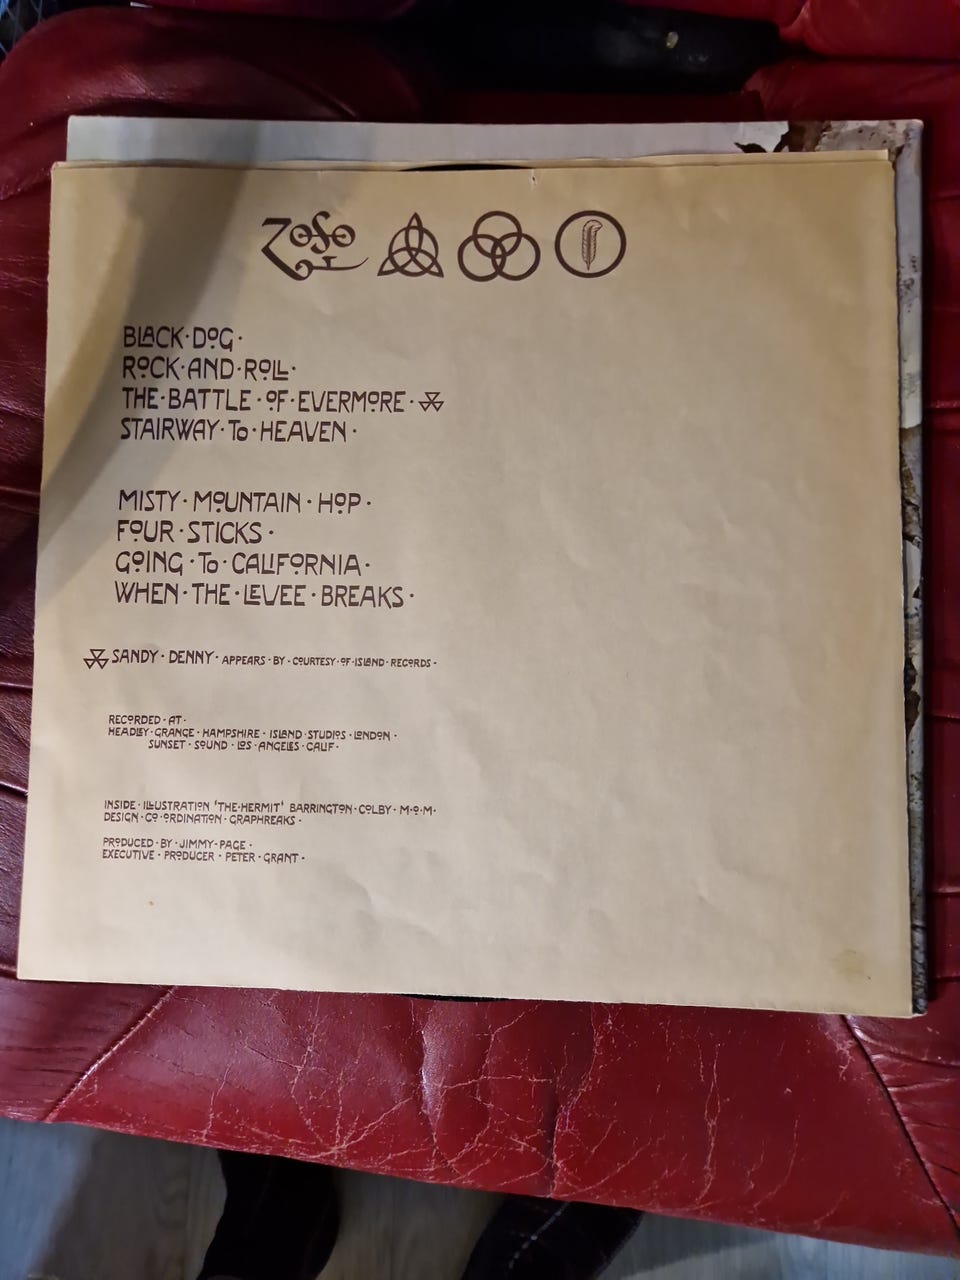 ZoSo
BLACK·DOG·
ROCK·AND·ROLL·
THE·BATTLE·OF·EVERMORE·
STAIRWAY·To·HEAVEN·
MISTY·MOUNTAIN·HOP·
FOUR·STICKS·
GOING·To·CALIFORNIA·
WHEN·THE·LEVEE·BREAKS·
SANDY·DENNY·APPEARS·BY·COURTESY·OF·ISLAND·RECORDS·
RECORDED·AT·
HEADLEY·GRANGE·HAMPSHIRE·ISLAND·STUDIOS·LONDON·
SUNSET·SOUND·LOS·ANGELES·CALIF·
INSIDE·ILLUSTRATION 'THE·HERMIT' BARRINGTON·COLBY·M·O·M·
DESIGN·CO·ORDINATION·GRAPHREAKS·
PRODUCED·BY·JIMMY·PAGE·
EXECUTIVE·PRODUCER·PETER·GRANT·